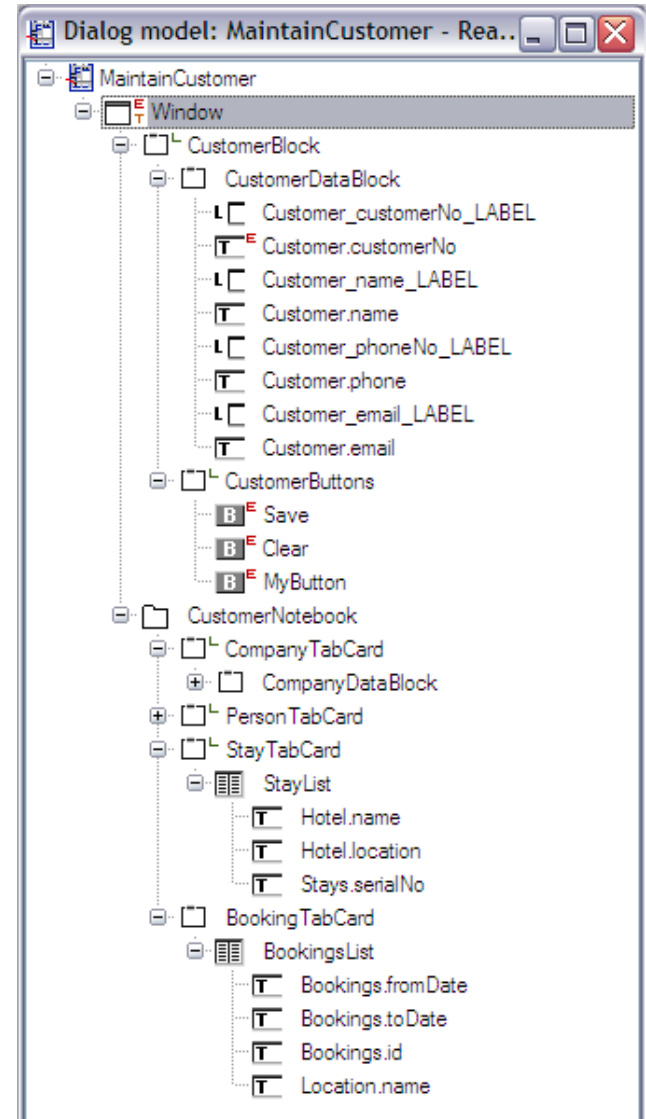 Dialog model: MaintainCustomer - Rea..
MaintainCustomer
E T Window
L CustomerBlock
CustomerDataBlock
L Customer_customerNo_LABEL
T E Customer.customerNo
L Customer_name_LABEL
T Customer.name
L Customer_phoneNo_LABEL
T Customer.phone
L Customer_email_LABEL
T Customer.email
L CustomerButtons
B E Save
B E Clear
B E MyButton
CustomerNotebook
L CompanyTabCard
CompanyDataBlock
L PersonTabCard
L StayTabCard
StayList
T Hotel.name
T Hotel.location
T Stays.serialNo
BookingTabCard
BookingsList
T Bookings.fromDate
T Bookings.toDate
T Bookings.id
T Location.name